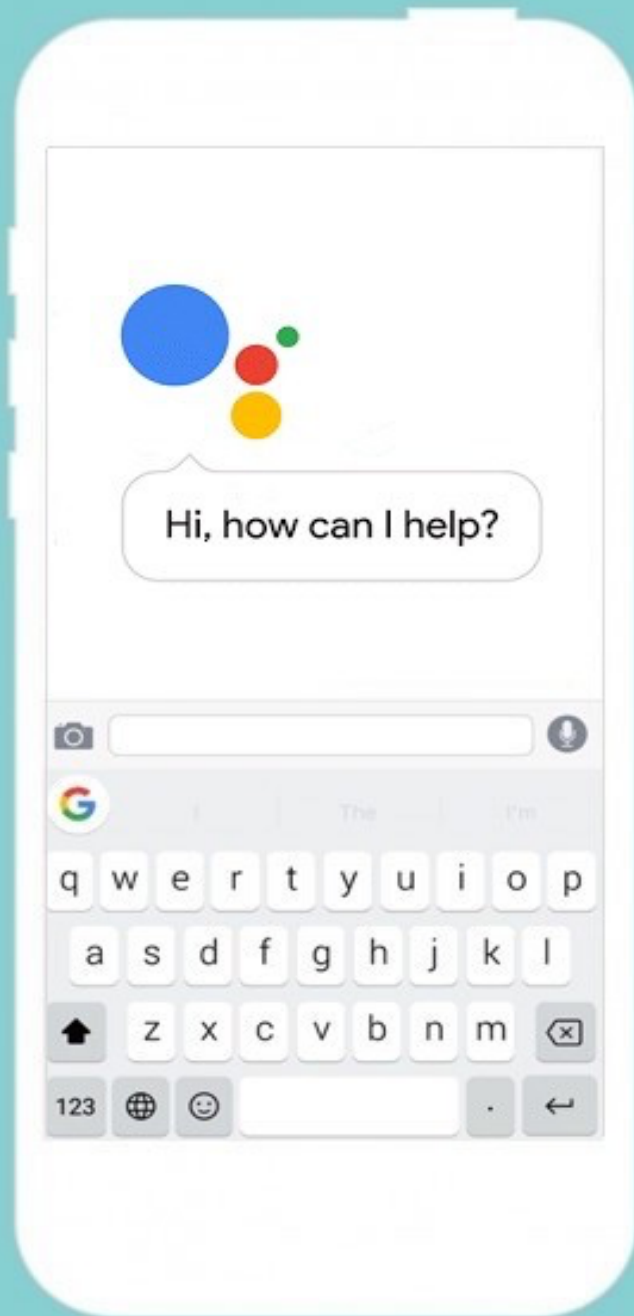 Hi, how can I help?
G
I The I'm
q w e r t y u i o p
a s d f g h j k l
z x c v b n m
123 .